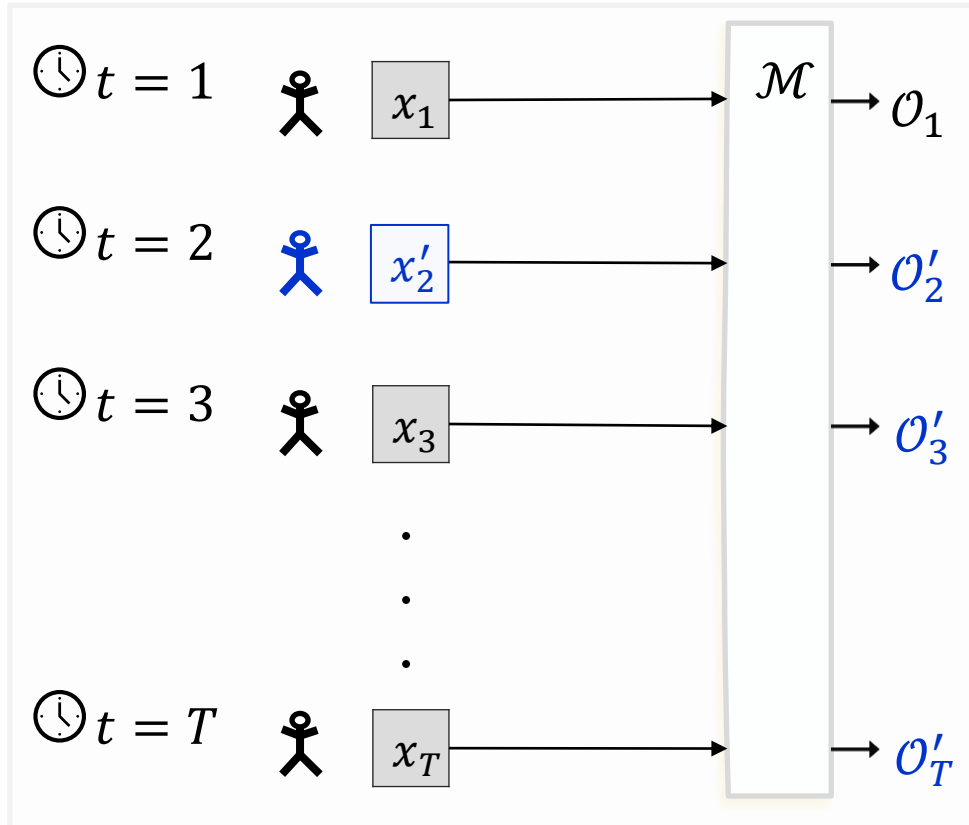 t = 1 x₁ ℳ 𝒪₁
t = 2 x′₂ 𝒪′₂
t = 3 x₃ 𝒪′₃
.
.
.
t = T x_T 𝒪′_T